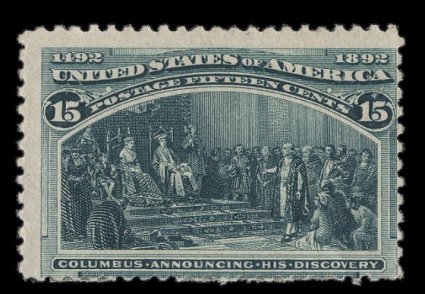 1492 1892
UNITED STATES OF AMERICA
POSTAGE FIFTEEN CENTS
15 15
COLUMBUS·ANNOUNCING·HIS·DISCOVERY